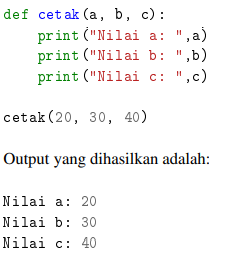 def cetak(a, b, c):
    print("Nilai a: ",a)
    print("Nilai b: ",b)
    print("Nilai c: ",c)
cetak(20, 30, 40)
Output yang dihasilkan adalah:
Nilai a: 20
Nilai b: 30
Nilai c: 40